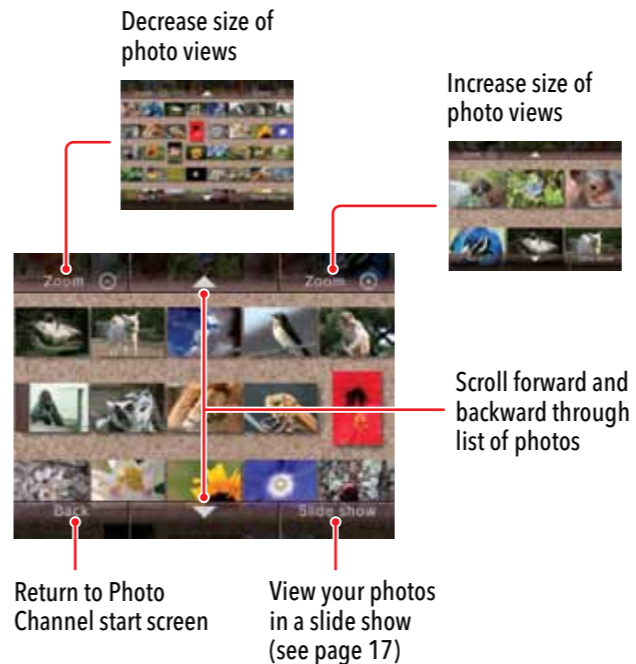 Decrease size of
photo views
Increase size of
photo views
Zoom
Zoom
Scroll forward and
backward through
list of photos
Back
Slide show
Return to Photo
Channel start screen
View your photos
in a slide show
(see page 17)